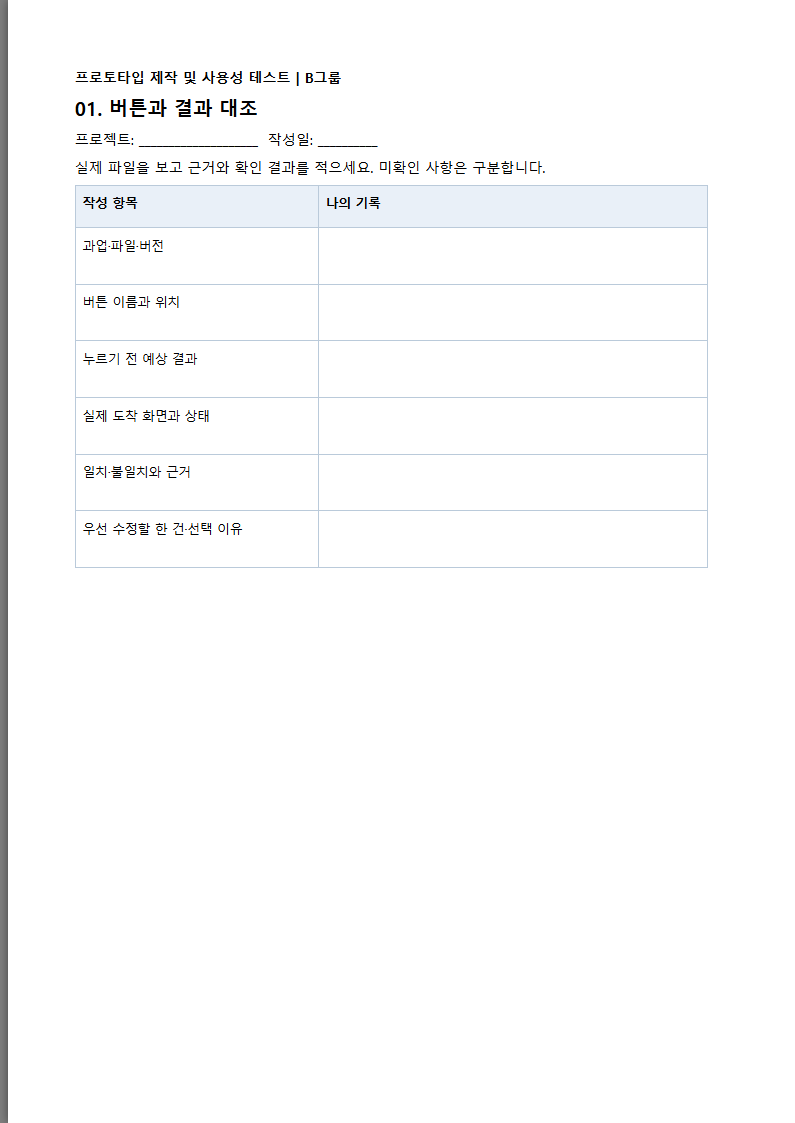 프로토타입 제작 및 사용성 테스트 | B그룹
01. 버튼과 결과 대조
프로젝트: ________________ 작성일: ________
실제 파일을 보고 근거와 확인 결과를 적으세요. 미확인 사항은 구분합니다.
작성 항목 나의 기록
과업·파일·버전
버튼 이름과 위치
누르기 전 예상 결과
실제 도착 화면과 상태
일치·불일치와 근거
우선 수정할 한 건·선택 이유